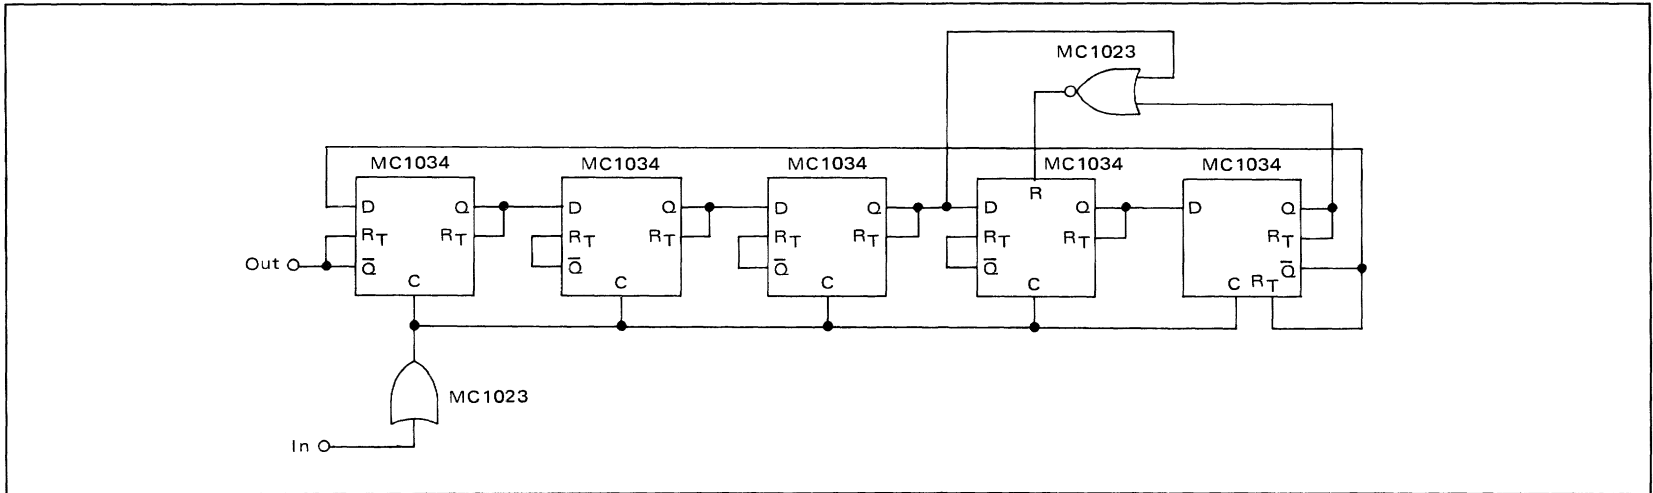 MC1023
MC1034 MC1034 MC1034 MC1034 MC1034
R
D Q D Q D Q D Q D Q
RT RT RT RT RT RT RT RT RT
Out Q̅ Q̅ Q̅ Q̅ Q̅
C C C C C RT
MC1023
In